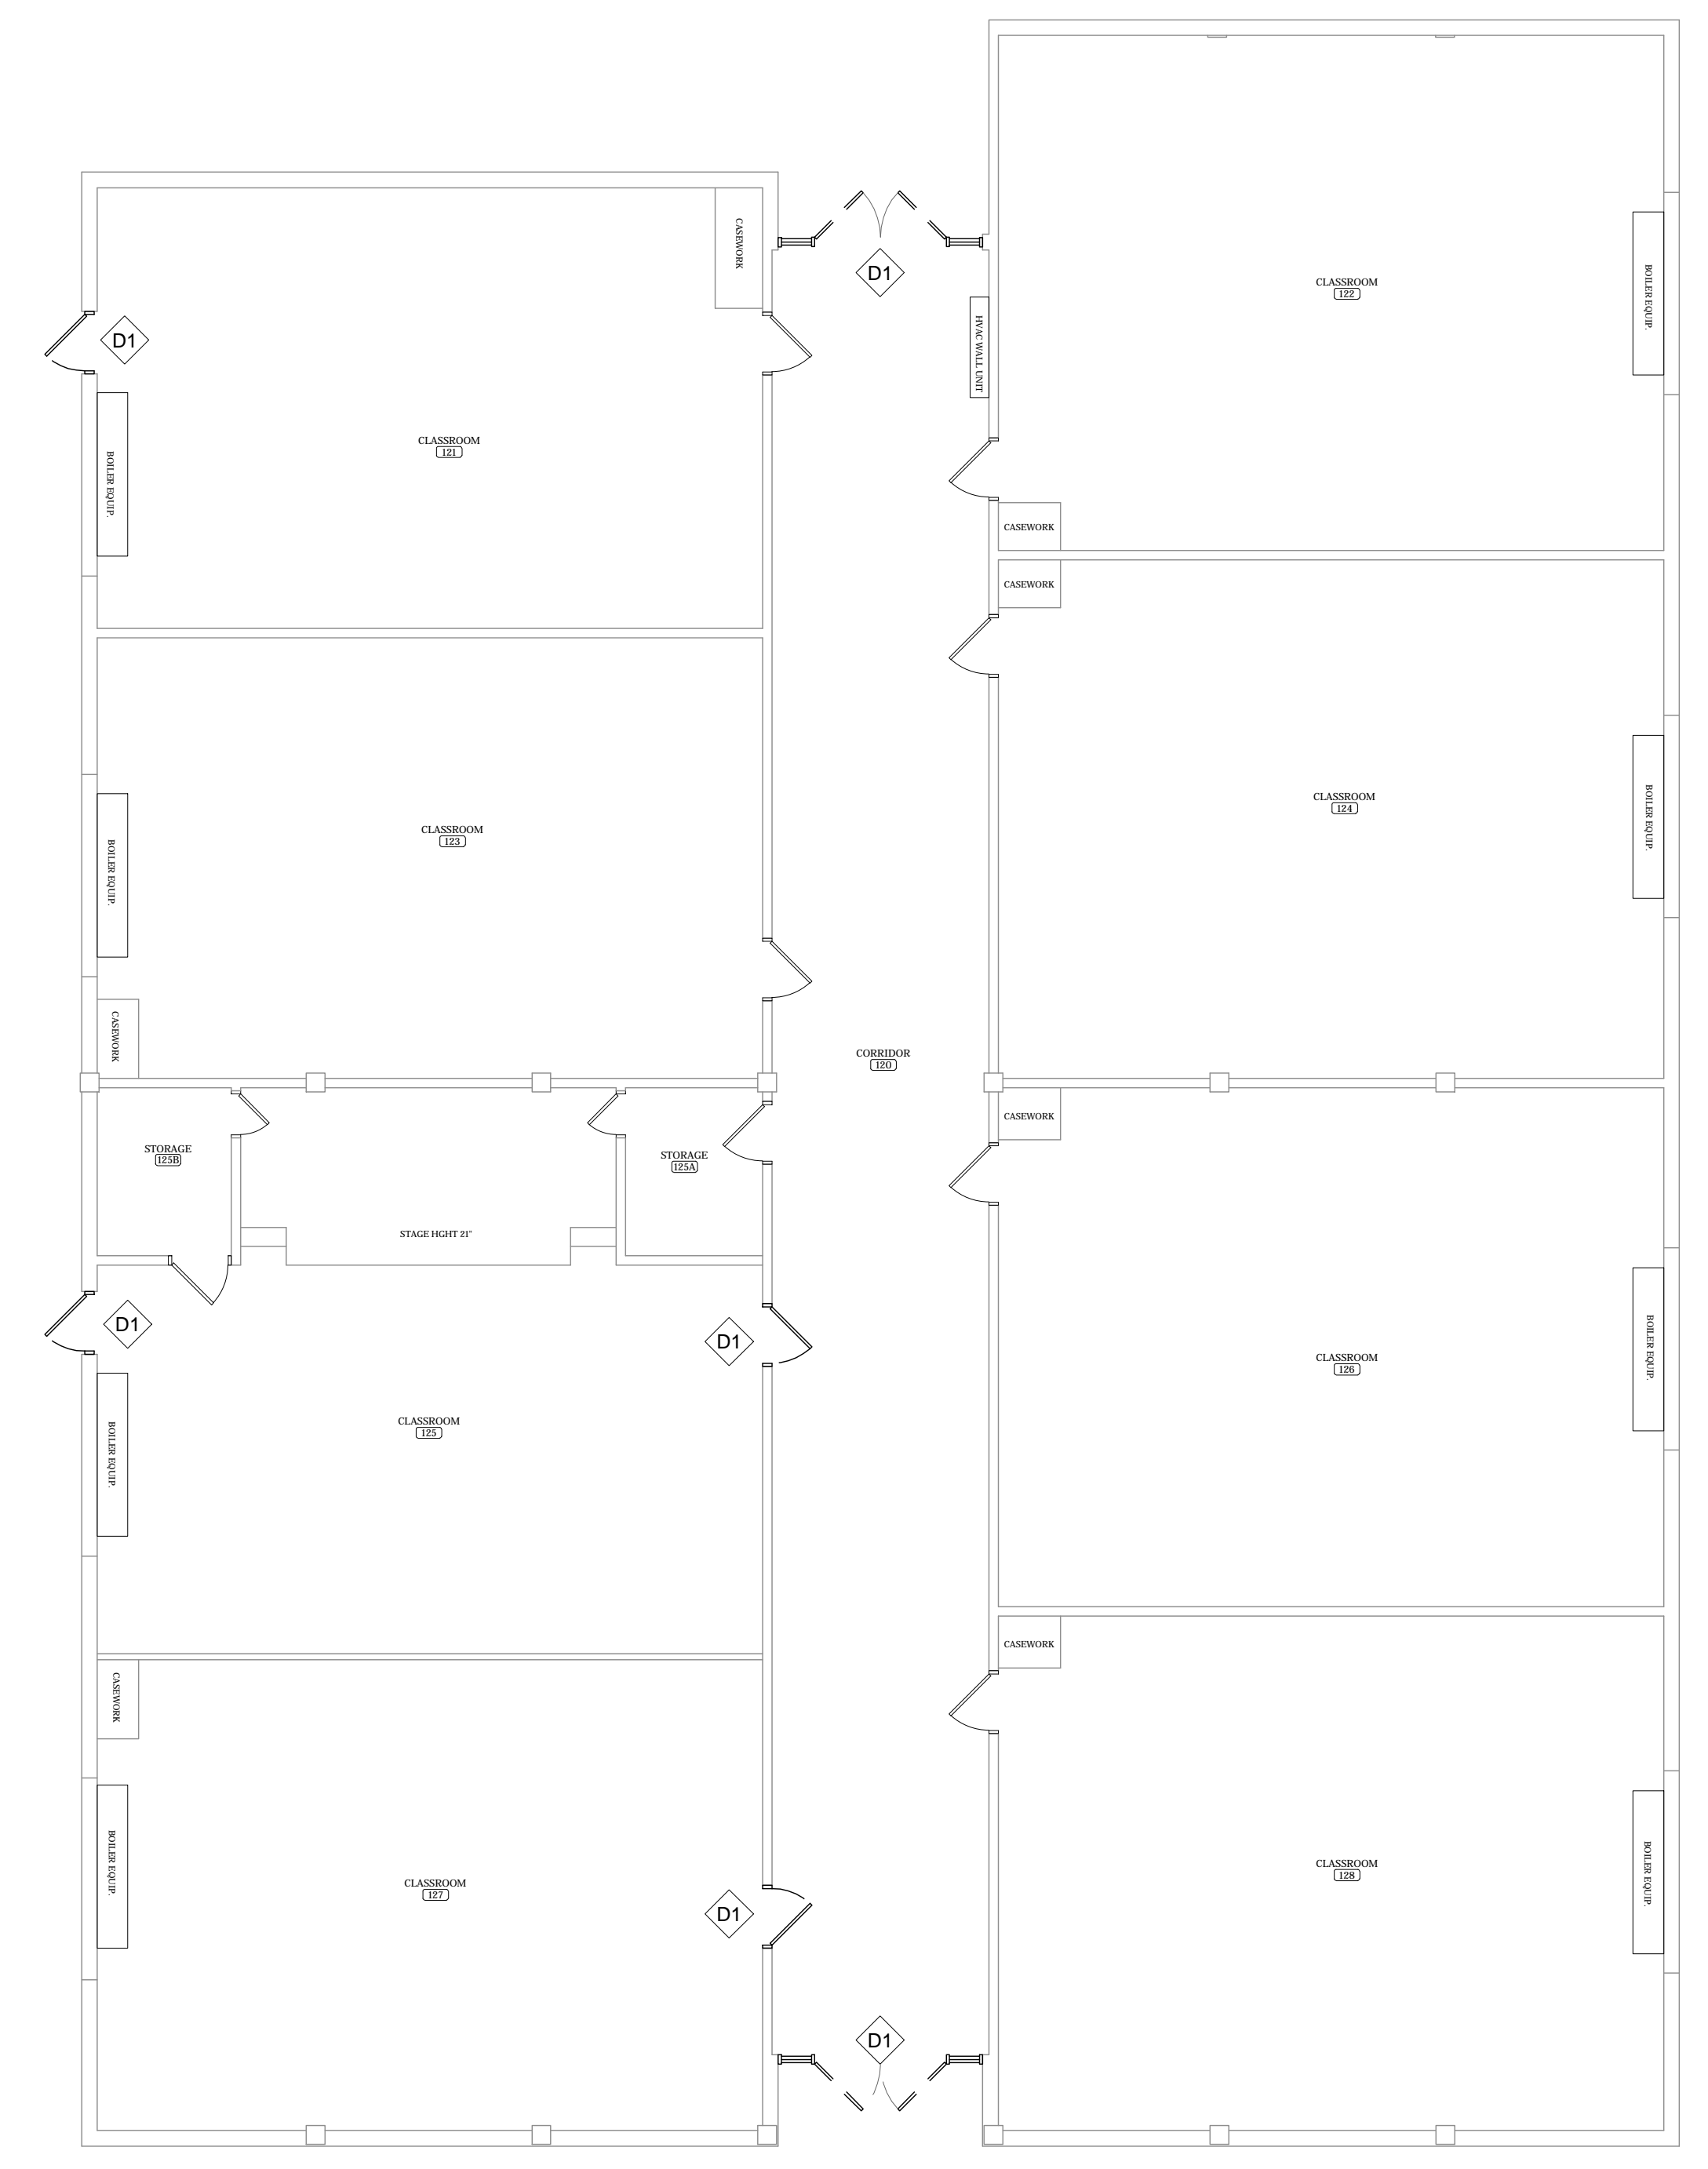 CASEWORK
D1
CLASSROOM
122
BOILER EQUIP.
D1
HVAC WALL UNIT
CLASSROOM
121
BOILER EQUIP.
CASEWORK
CASEWORK
CLASSROOM
124
BOILER EQUIP.
CLASSROOM
123
BOILER EQUIP.
CASEWORK
CORRIDOR
120
CASEWORK
STORAGE
125B
STORAGE
125A
STAGE HGHT 21"
D1
D1
CLASSROOM
126
BOILER EQUIP.
CLASSROOM
125
BOILER EQUIP.
CASEWORK
CASEWORK
CLASSROOM
128
BOILER EQUIP.
CLASSROOM
127
BOILER EQUIP.
D1
D1